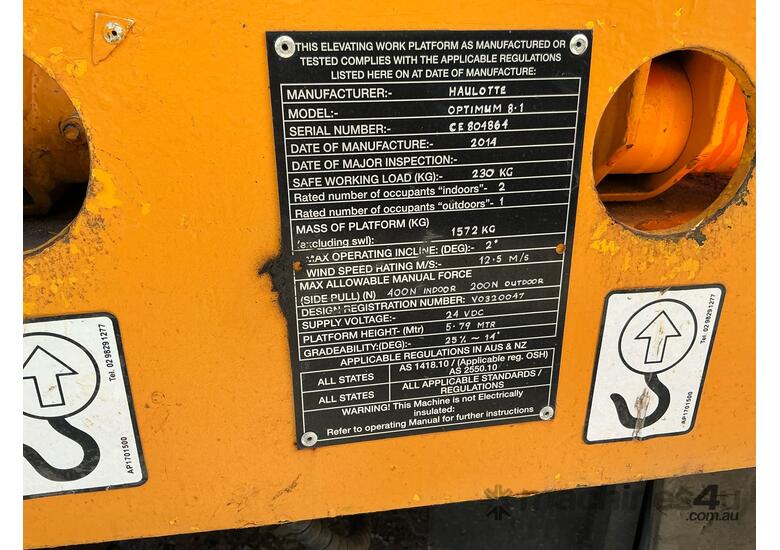 THIS ELEVATING WORK PLATFORM AS MANUFACTURED OR
TESTED COMPLIES WITH THE APPLICABLE REGULATIONS
LISTED HERE ON AT DATE OF MANUFACTURE:
MANUFACTURER:- HAULOTTE
MODEL:- OPTIMUM 8.1
SERIAL NUMBER:- CE 804864
DATE OF MANUFACTURE:- 2014
DATE OF MAJOR INSPECTION:-
SAFE WORKING LOAD (KG):- 230 KG
Rated number of occupants "indoors"- 2
Rated number of occupants "outdoors"- 1
MASS OF PLATFORM (KG)
(excluding swl): 1572 KG
MAX OPERATING INCLINE: (DEG):- 2°
WIND SPEED RATING M/S:- 12.5 M/S
MAX ALLOWABLE MANUAL FORCE
(SIDE PULL) (N) 400N INDOOR 200N OUTDOOR
DESIGN REGISTRATION NUMBER: V0320047
SUPPLY VOLTAGE:- 24 VDC
PLATFORM HEIGHT- (Mtr) 5.79 MTR
GRADEABILITY:(DEG):- 25% - 14°
APPLICABLE REGULATIONS IN AUS & NZ
ALL STATES AS 1418.10 / (Applicable reg. OSH)
AS 2550.10
ALL STATES ALL APPLICABLE STANDARDS /
REGULATIONS
WARNING! This Machine is not Electrically
insulated:
Refer to operating Manual for further instructions
Tel. 02 9829 1277
AP1701500
Tel. 02 9829 1277
AP1701500
machines4u
.com.au